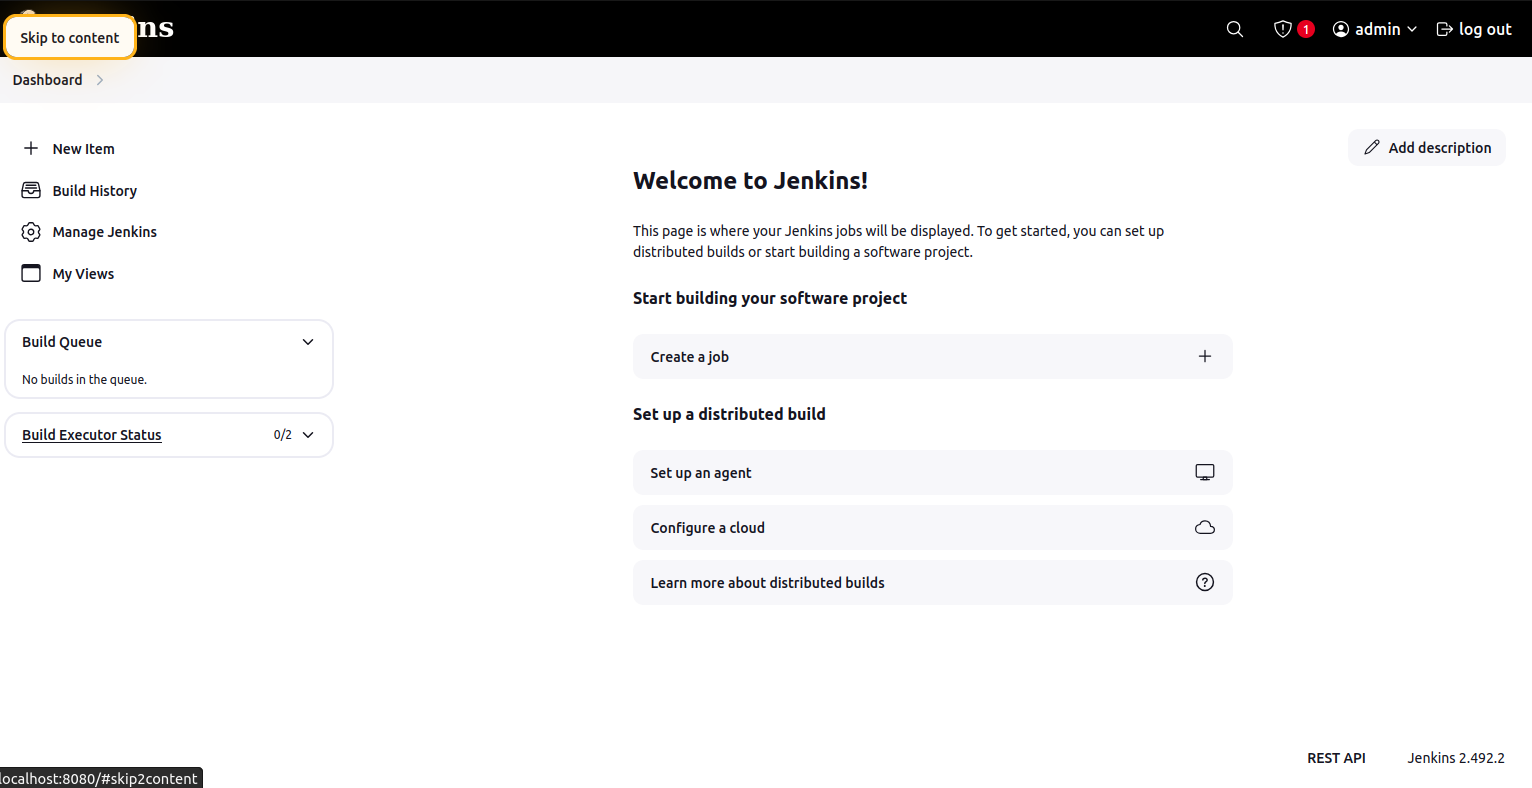 Skip to content
ns
1
admin
log out
Dashboard
New Item
Build History
Manage Jenkins
My Views
Build Queue
No builds in the queue.
Build Executor Status
0/2
Add description
Welcome to Jenkins!
This page is where your Jenkins jobs will be displayed. To get started, you can set up
distributed builds or start building a software project.
Start building your software project
Create a job
Set up a distributed build
Set up an agent
Configure a cloud
Learn more about distributed builds
REST API
Jenkins 2.492.2
localhost:8080/#skip2content